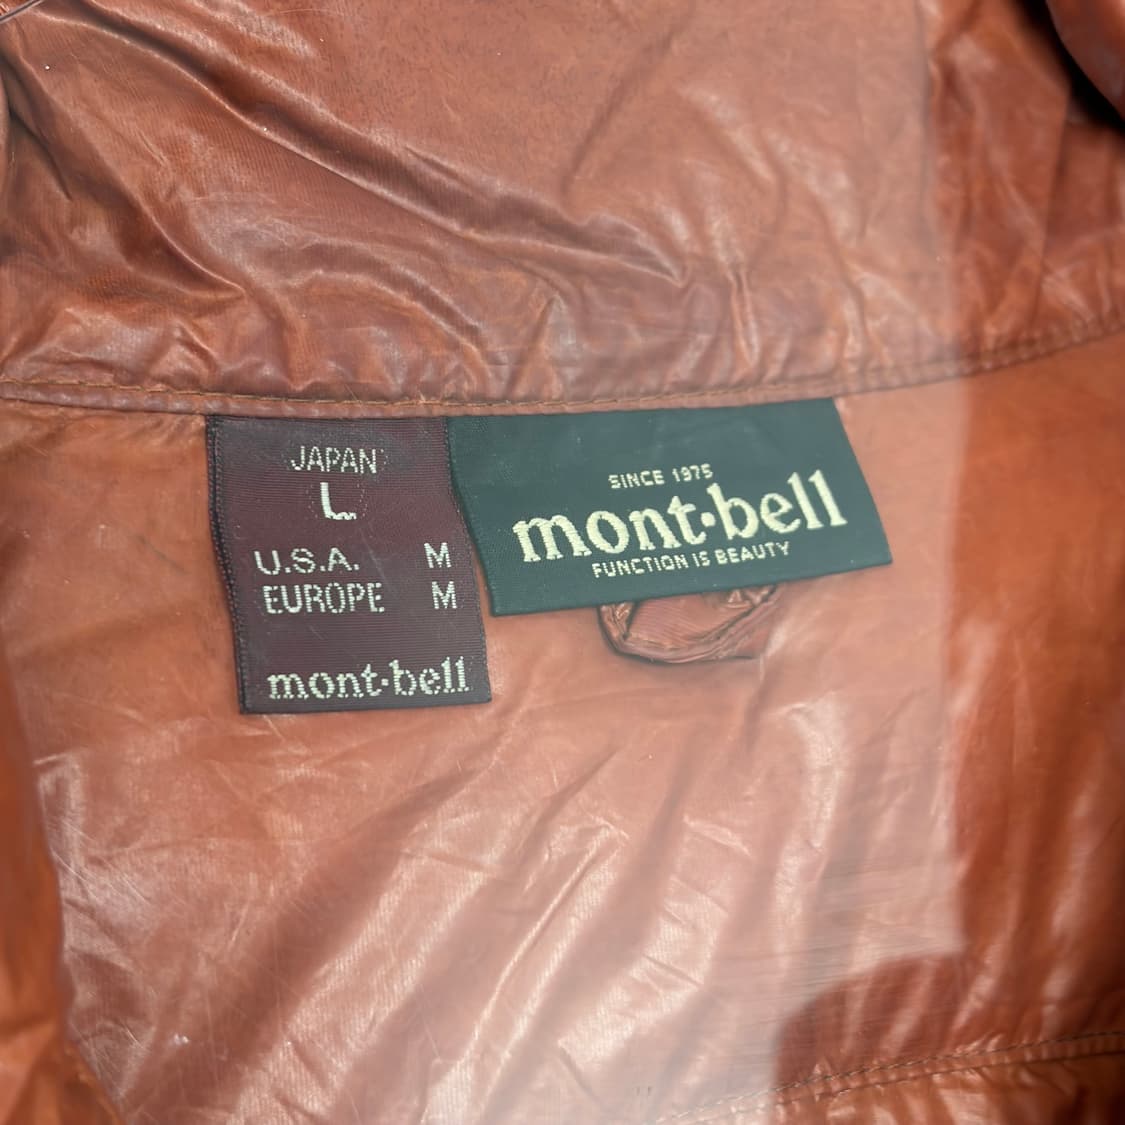 JAPAN
L
U.S.A. M
EUROPE M
mont·bell
SINCE 1975
mont·bell
FUNCTION IS BEAUTY